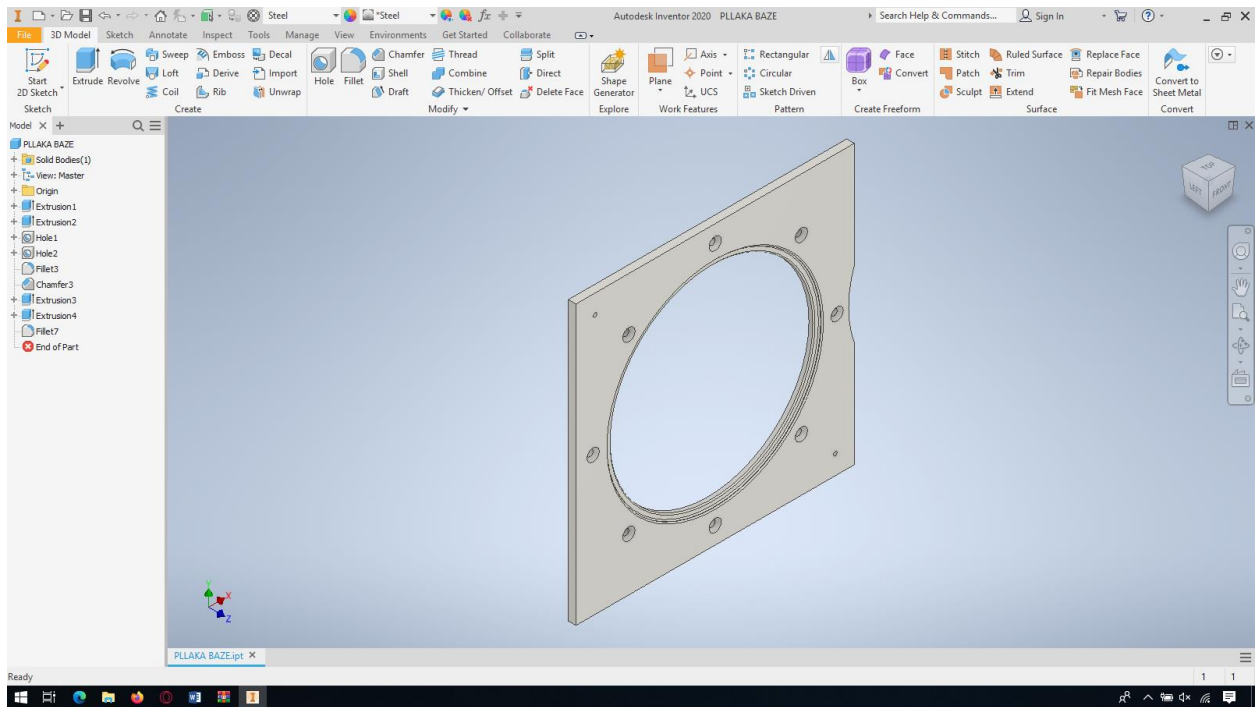 Steel *Steel fx Autodesk Inventor 2020 PLLAKA BAZE Search Help & Commands... Sign In
File 3D Model Sketch Annotate Inspect Tools Manage View Environments Get Started Collaborate
Start
2D Sketch
Extrude Revolve
Sweep Emboss Decal
Loft Derive Import
Coil Rib Unwrap
Hole Fillet
Chamfer Thread Split
Shell Combine Direct
Draft Thicken/ Offset Delete Face
Shape
Generator
Plane
Axis
Point
UCS
Rectangular
Circular
Sketch Driven
Box
Face
Convert
Stitch Ruled Surface Replace Face
Patch Trim Repair Bodies
Sculpt Extend Fit Mesh Face
Convert to
Sheet Metal
Sketch Create Modify Explore Work Features Pattern Create Freeform Surface Convert
Model
PLLAKA BAZE
Solid Bodies(1)
View: Master
Origin
Extrusion1
Extrusion2
Hole1
Hole2
Fillet3
Chamfer3
Extrusion3
Extrusion4
Fillet7
End of Part
TOP
LEFT FRONT
Y
X
Z
PLLAKA BAZE.ipt
Ready 1 1